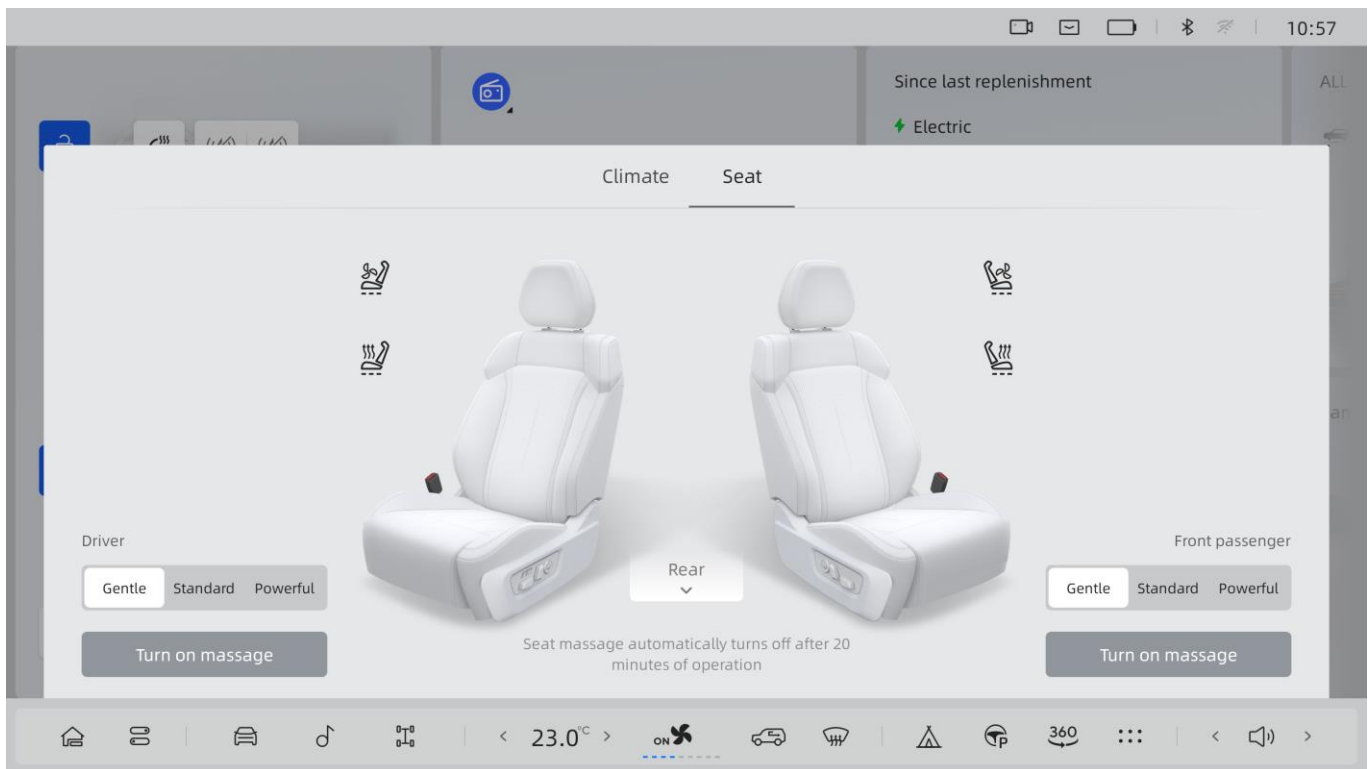 10:57
Since last replenishment
ALL
Electric
Climate
Seat
Driver
Front passenger
Gentle
Standard
Powerful
Rear
Gentle
Standard
Powerful
Turn on massage
Seat massage automatically turns off after 20
minutes of operation
Turn on massage
23.0°C
ON
P
360